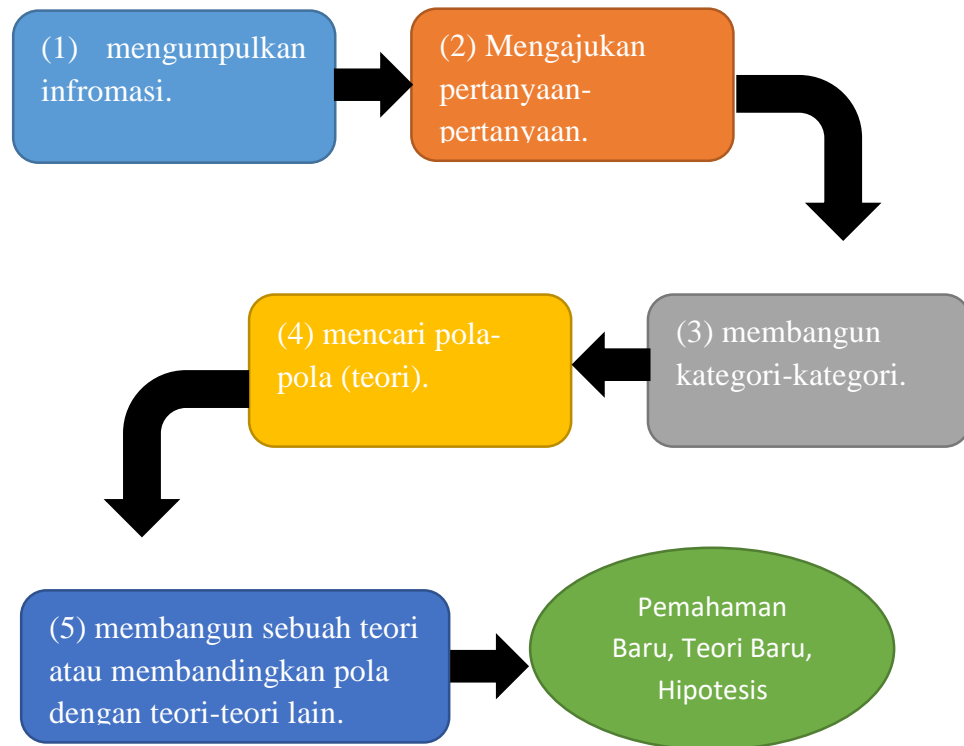 (1) mengumpulkan
infromasi.
(2) Mengajukan
pertanyaan-
pertanyaan.
(3) membangun
kategori-kategori.
(4) mencari pola-
pola (teori).
(5) membangun sebuah teori
atau membandingkan pola
dengan teori-teori lain.
Pemahaman
Baru, Teori Baru,
Hipotesis